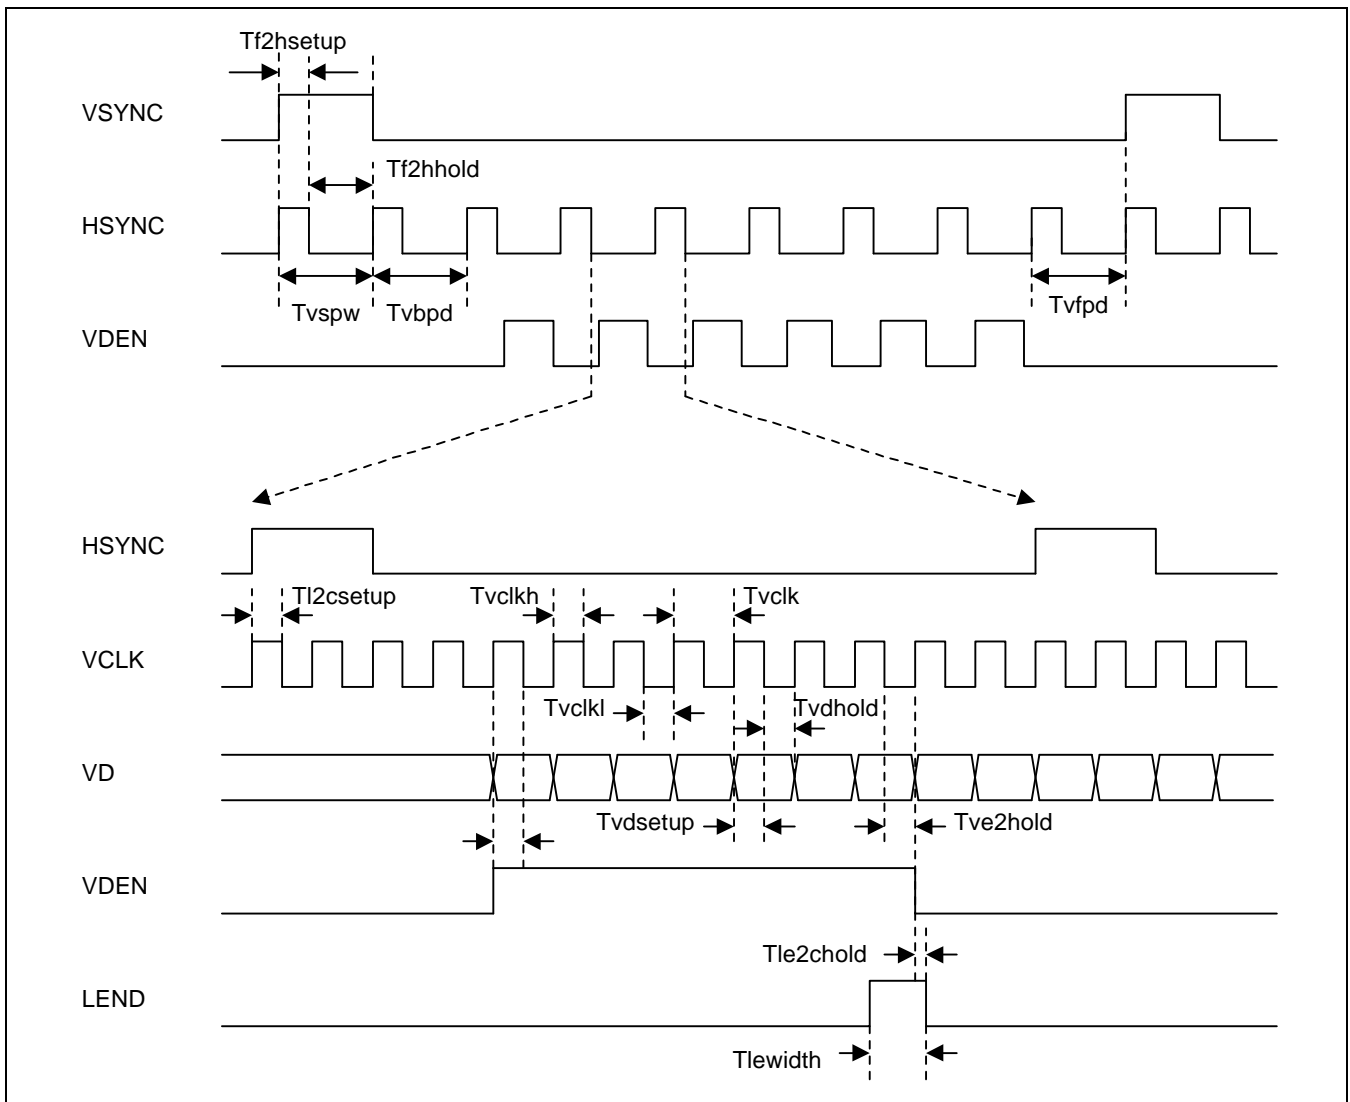 Tf2hsetup
VSYNC
Tf2hhold
HSYNC
Tvspw Tvbpd Tvfpd
VDEN
HSYNC
Tl2csetup Tvclkh Tvclk
VCLK
Tvclkl Tvdhold
VD
Tvdsetup Tve2hold
VDEN
Tle2chold
LEND
Tlewidth